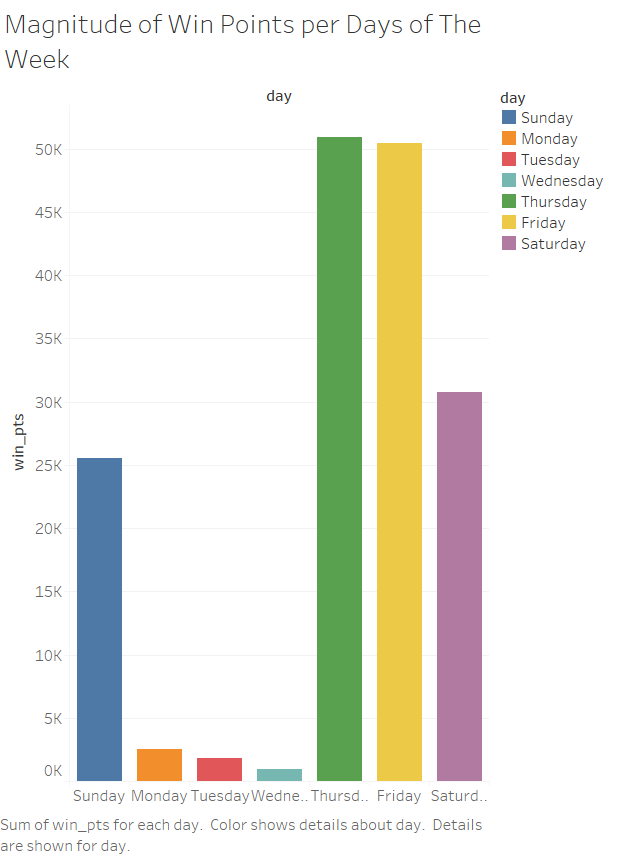 Magnitude of Win Points per Days of The
Week
day
day
Sunday
Monday
Tuesday
Wednesday
Thursday
Friday
Saturday
50K
45K
40K
35K
30K
25K
20K
15K
10K
5K
0K
win_pts
Sunday Monday Tuesday Wedne.. Thursd.. Friday Saturd..
Sum of win_pts for each day. Color shows details about day. Details
are shown for day.